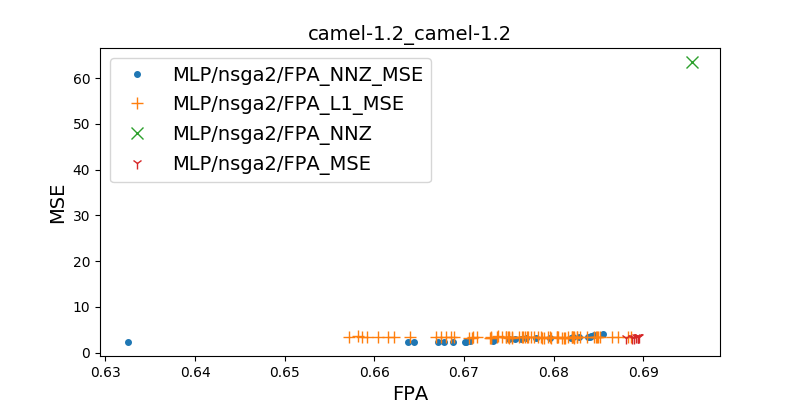 camel-1.2_camel-1.2
MLP/nsga2/FPA_NNZ_MSE
MLP/nsga2/FPA_L1_MSE
MLP/nsga2/FPA_NNZ
MLP/nsga2/FPA_MSE
MSE
60
50
40
30
20
10
0
0.63 0.64 0.65 0.66 0.67 0.68 0.69
FPA